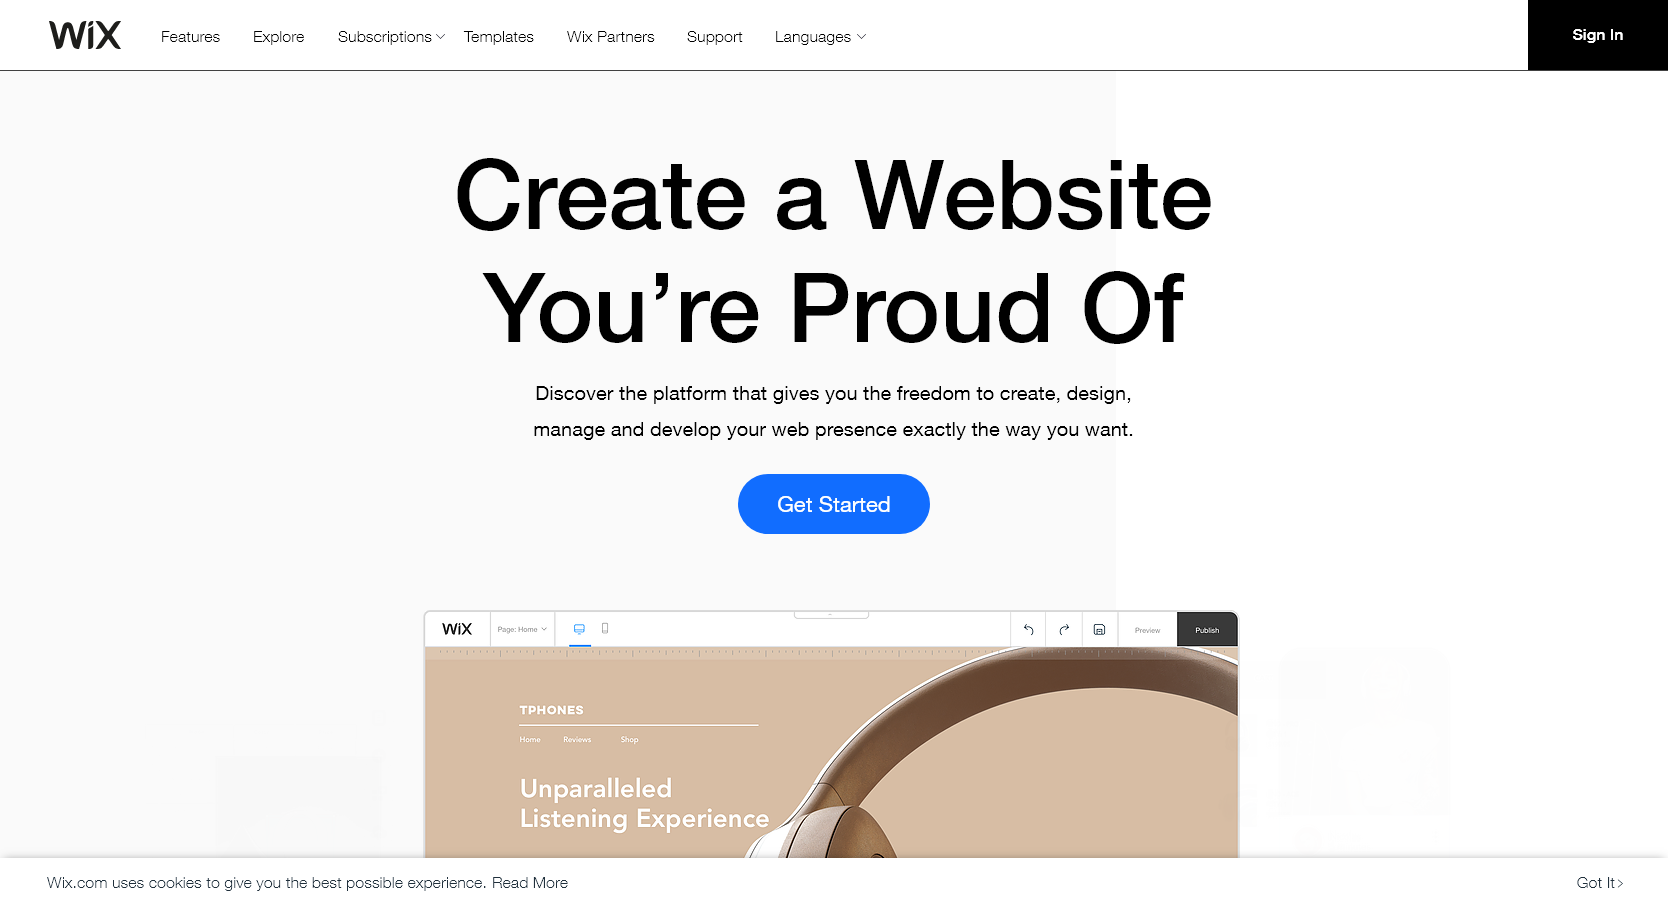 WiX Features Explore Subscriptions Templates Wix Partners Support Languages Sign In
Create a Website
You’re Proud Of
Discover the platform that gives you the freedom to create, design,
manage and develop your web presence exactly the way you want.
Get Started
WiX Page: Home Preview Publish
TPHONES
Home Reviews Shop
Unparalleled
Listening Experience
Wix.com uses cookies to give you the best possible experience. Read More Got It